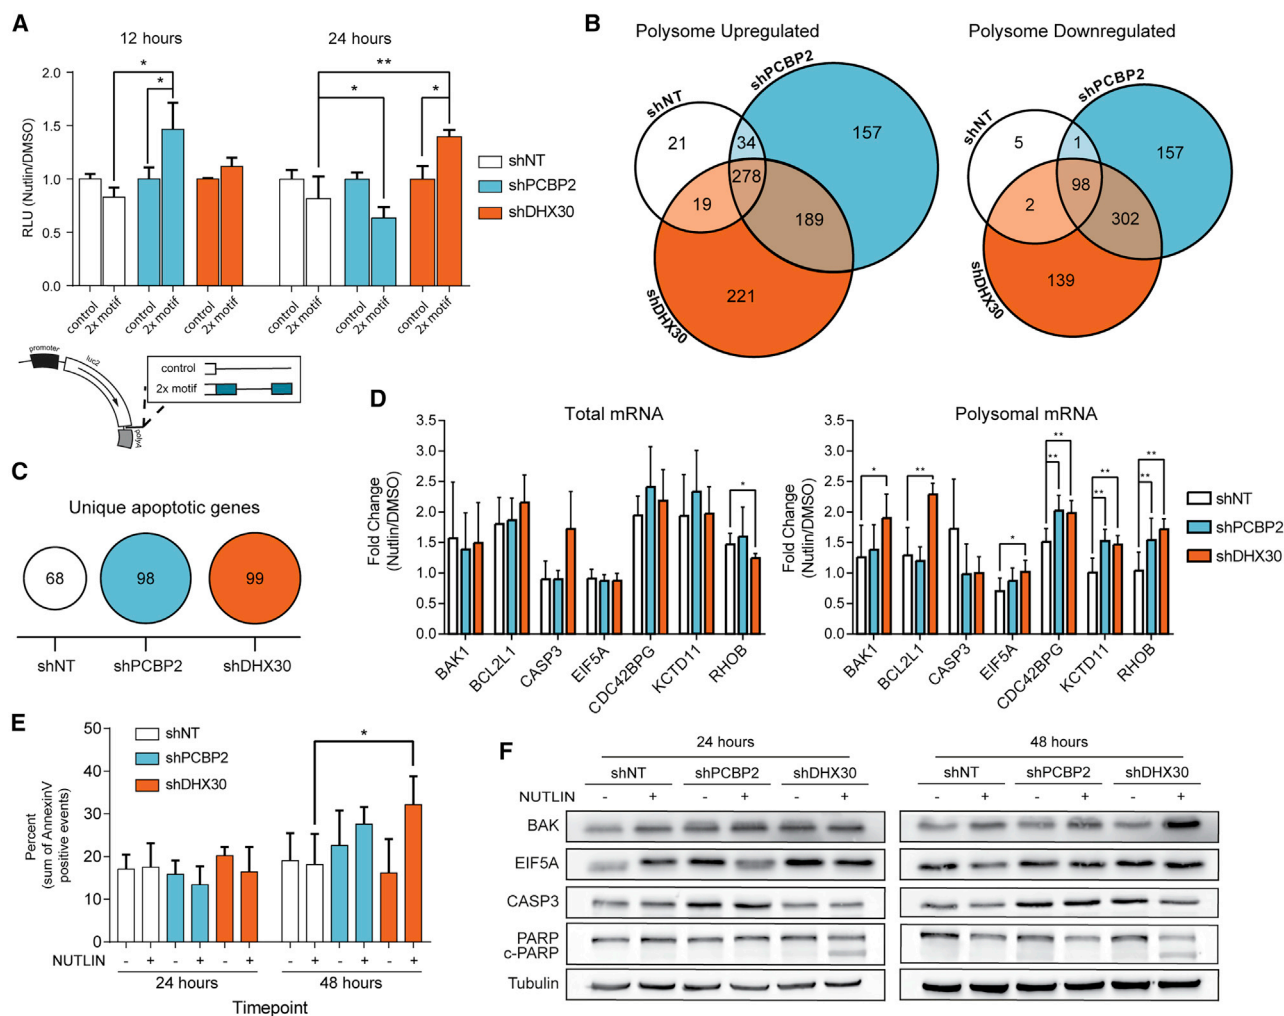 A
12 hours
24 hours
RLU (Nutlin/DMSO)
2.0
1.5
1.0
0.5
0.0
*
*
**
*
*
control
2x motif
control
2x motif
control
2x motif
control
2x motif
control
2x motif
control
2x motif
shNT
shPCBP2
shDHX30
promoter
luc2
polyA
control
2x motif
B
Polysome Upregulated
Polysome Downregulated
shNT
shPCBP2
shDHX30
21
34
157
278
19
189
221
shNT
shPCBP2
shDHX30
5
1
157
98
2
302
139
C
Unique apoptotic genes
68
98
99
shNT
shPCBP2
shDHX30
D
Total mRNA
Fold Change
(Nutlin/DMSO)
3.5
3.0
2.5
2.0
1.5
1.0
0.5
0.0
*
BAK1
BCL2L1
CASP3
EIF5A
CDC42BPG
KCTD11
RHOB
Polysomal mRNA
Fold Change
(Nutlin/DMSO)
3.5
3.0
2.5
2.0
1.5
1.0
0.5
0.0
*
**
*
**
**
**
**
**
**
BAK1
BCL2L1
CASP3
EIF5A
CDC42BPG
KCTD11
RHOB
shNT
shPCBP2
shDHX30
E
Percent
(sum of AnnexinV
positive events)
50
40
30
20
10
0
shNT
shPCBP2
shDHX30
*
NUTLIN - + - + - + - + - + - +
24 hours
48 hours
Timepoint
F
24 hours
48 hours
shNT shPCBP2 shDHX30
shNT shPCBP2 shDHX30
NUTLIN - + - + - + - + - + - +
BAK
EIF5A
CASP3
PARP
c-PARP
Tubulin